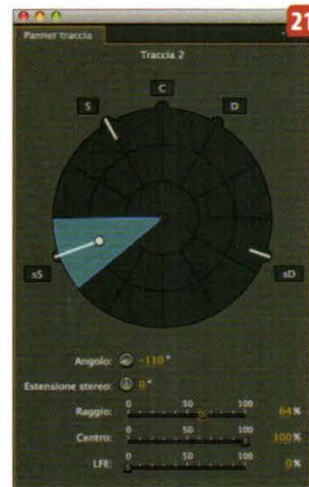 21
Panner traccia
Traccia 2
C
S
D
sS
sD
Angolo: -110 °
Estensione stereo: 0 °
0 50 100
Raggio: 64 %
0 50 100
Centro: 100 %
0 50 100
LFE: 0 %